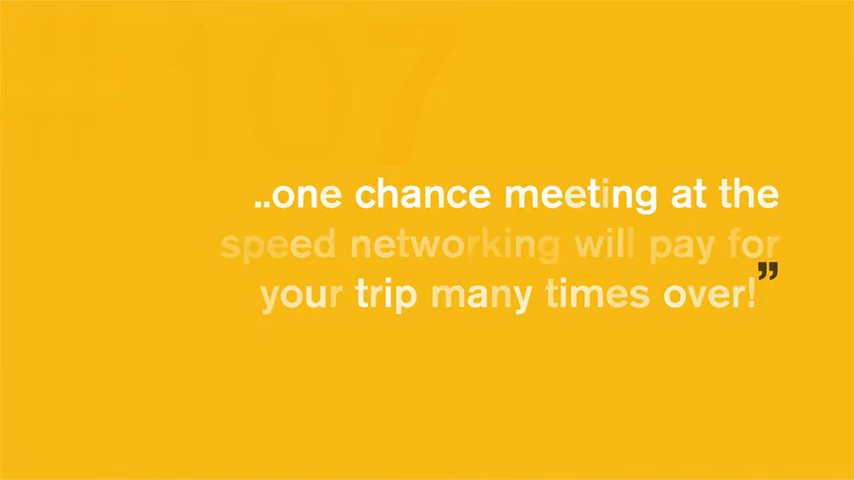 #107
..one chance meeting at the
speed networking will pay for
your trip many times over!”